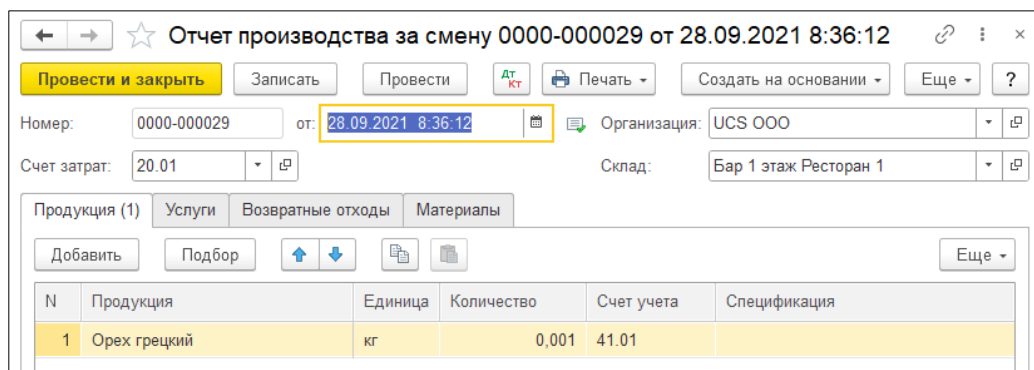 Отчет производства за смену 0000-000029 от 28.09.2021 8:36:12
Провести и закрыть Записать Провести Дт Кт Печать Создать на основании Еще ?
Номер: 0000-000029 от: 28.09.2021 8:36:12 Организация: UCS ООО
Счет затрат: 20.01 Склад: Бар 1 этаж Ресторан 1
Продукция (1) Услуги Возвратные отходы Материалы
Добавить Подбор Еще
N Продукция Единица Количество Счет учета Спецификация
1 Орех грецкий кг 0,001 41.01